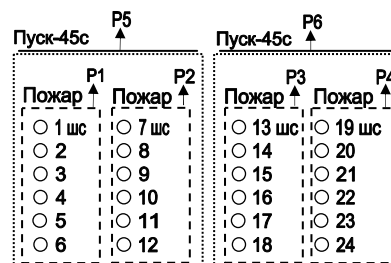 P5 P6
Пуск-45с Пуск-45с
P1 P2 P3 P4
Пожар Пожар Пожар Пожар
1 шс 7 шс 13 шс 19 шс
2 8 14 20
3 9 15 21
4 10 16 22
5 11 17 23
6 12 18 24